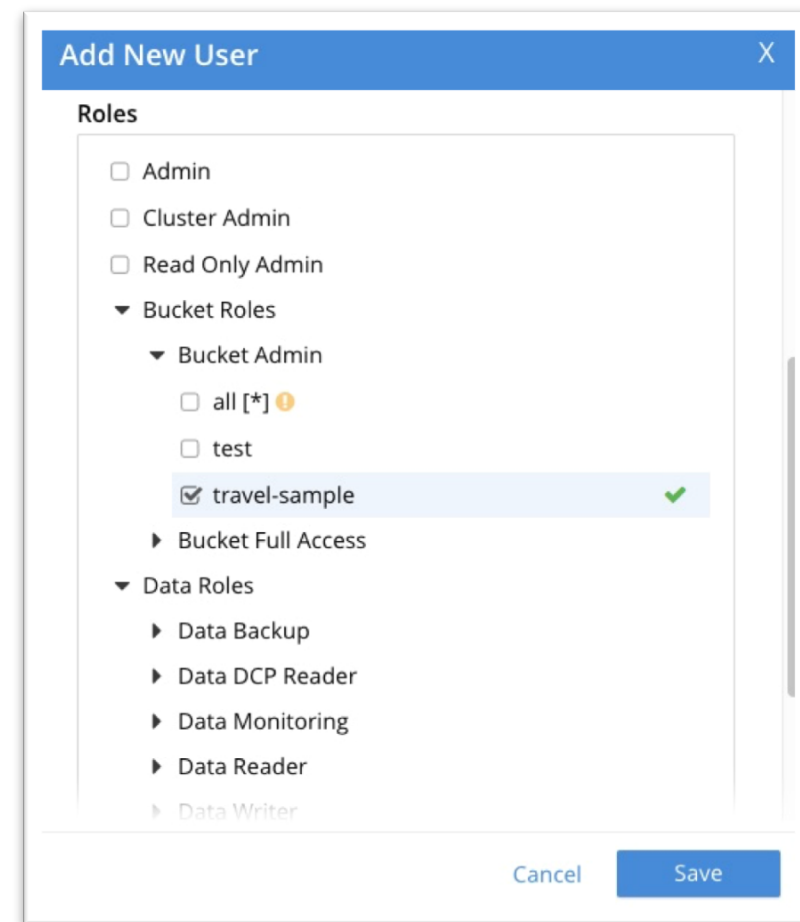 Add New User X
Roles
Admin
Cluster Admin
Read Only Admin
Bucket Roles
Bucket Admin
all [*]
test
travel-sample
Bucket Full Access
Data Roles
Data Backup
Data DCP Reader
Data Monitoring
Data Reader
Data Writer
Cancel Save